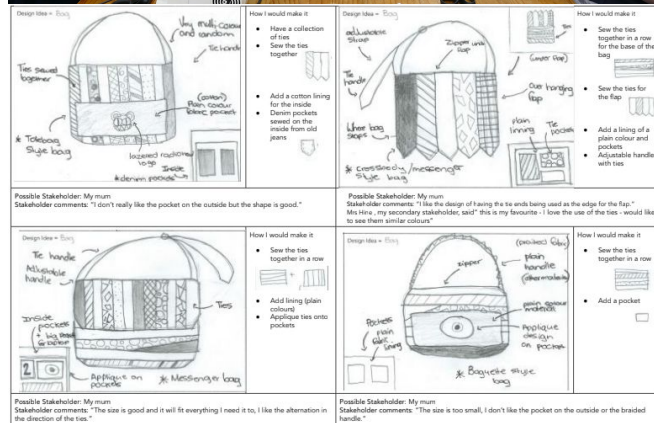 Design Idea = Bag
Very multi-colour
and random
Tie handle
Ties sewed
together
(cotton)
Plain colour
fabric pocket
lazered
logo
Inside
* denim pockets
* Totebag
Style bag
How I would make it
● Have a collection
of ties
● Sew the ties
together
● Add a cotton lining
for the inside
● Denim pockets
sewed on the
inside from old
jeans
Possible Stakeholder: My mum
Stakeholder comments: "I don't really like the pocket on the outside but the shape is good."
Design Idea = Bag
adjustable
straps
Zipper under
flap
Tie
handle
(under flap)
Over hanging
flap
Where bag
stops
plain
lining
Tie
pocket
* crossbody/messenger
style bag
How I would make it
● Sew the ties
together in a row
for the base of the
bag
● Sew the ties for
the flap
● Add a lining of a
plain colour and
pockets
● Adjustable handle
with ties
Possible Stakeholder: My mum
Stakeholder comments: "I like the design of having the tie ends being used as the edge for the flap."
Mrs Hine, my secondary stakeholder, said" this is my favourite - I love the use of the ties - would like
to see them similar colours"
Design Idea = Bag
Tie handle
Adjustable
handle
Ties
Inside
pockets
Applique on
pockets
* Messenger bag
How I would make it
● Sew the ties
together in a row
● Add lining (plain
colours)
● Applique ties onto
pockets
Possible Stakeholder: My mum
Stakeholder comments: "The size is good and it will fit everything I need it to, I like the alternation in
the direction of the ties."
Design Idea = Bag
zipper
plain
handle
plain colour
material
Applique
design
on pocket
Pockets
plain
fabric
lining
* Baguette style
bag
How I would make it
● Sew the ties
together in a row
● Add a pocket
Possible Stakeholder: My mum
Stakeholder comments: "The size is too small, I don't like the pocket on the outside or the braided
handle."